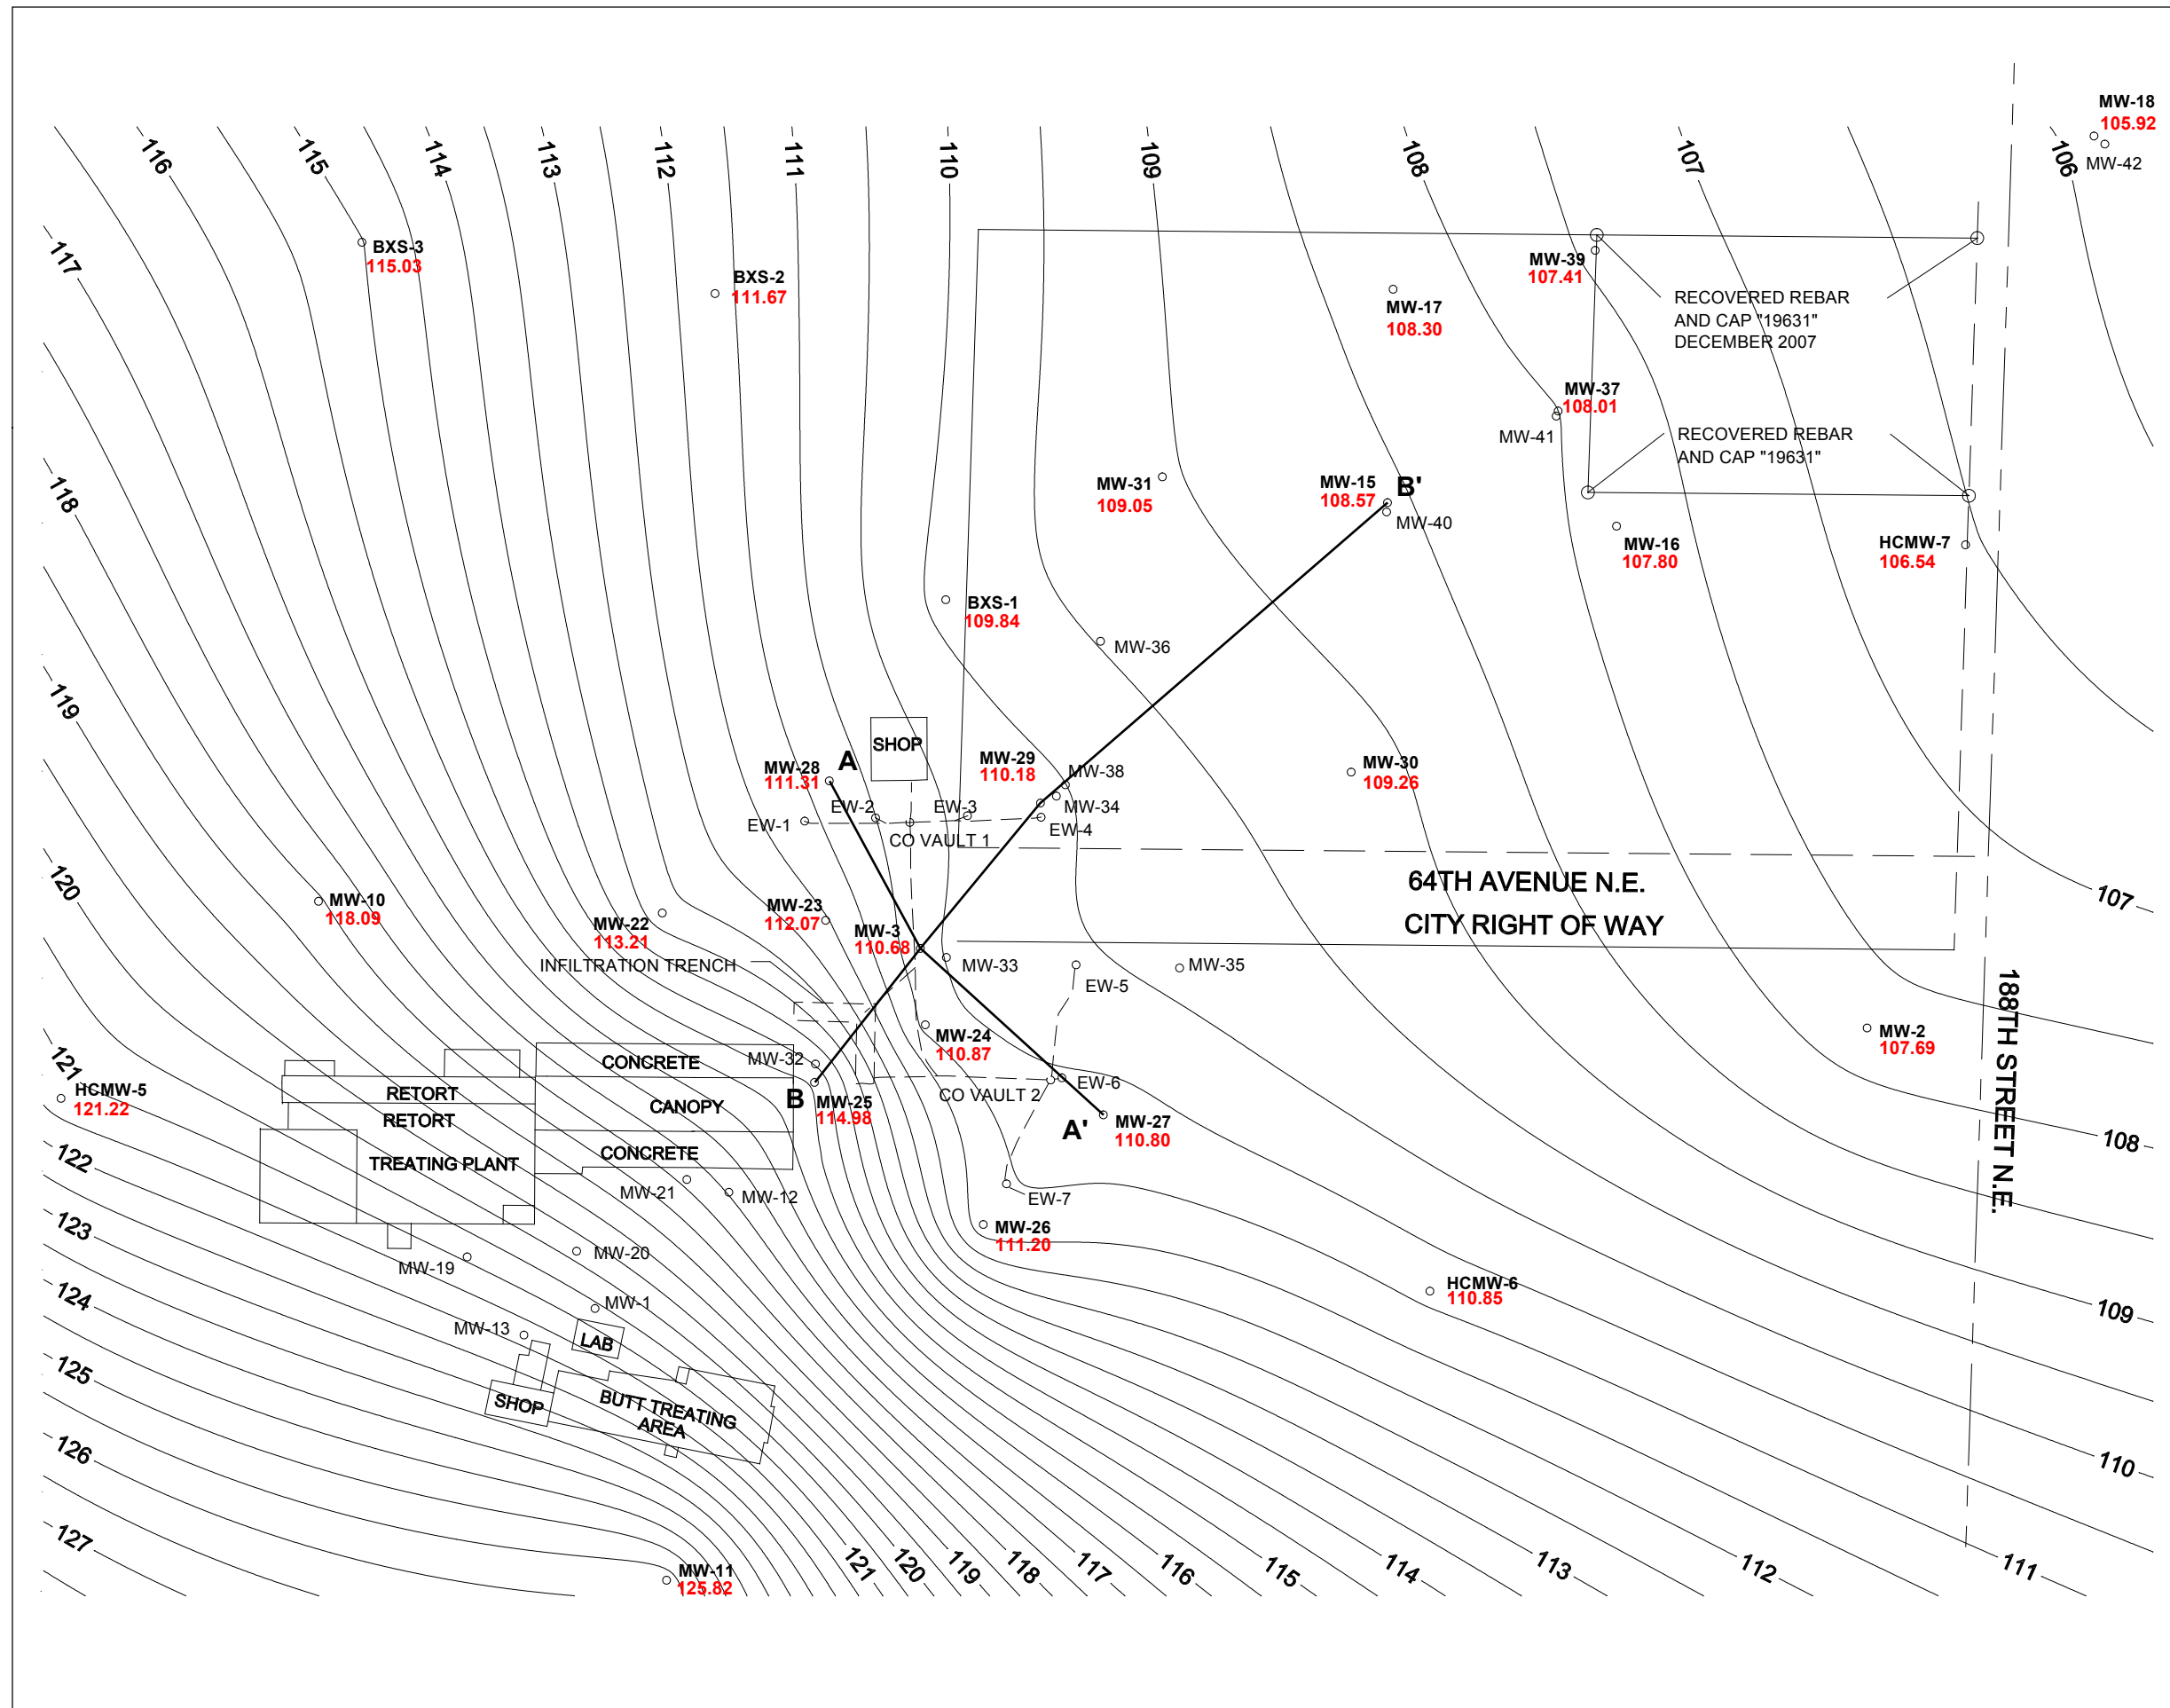 MW-18
105.92
MW-42
116
115
114
113
112
111
110
109
108
107
106
117
BXS-3
115.03
BXS-2
111.67
MW-39
107.41
MW-17
108.30
RECOVERED REBAR
AND CAP "19631"
DECEMBER 2007
MW-37
108.01
MW-41
RECOVERED REBAR
AND CAP "19631"
118
MW-31
109.05
MW-15
108.57
B'
MW-40
MW-16
107.80
HCMW-7
106.54
BXS-1
109.84
MW-36
119
SHOP
MW-28
111.31
A
MW-29
110.18
MW-38
MW-34
MW-30
109.26
EW-1
EW-2
EW-3
EW-4
CO VAULT 1
120
MW-10
118.09
MW-22
113.21
MW-23
112.07
MW-3
110.68
64TH AVENUE N.E.
CITY RIGHT OF WAY
107
INFILTRATION TRENCH
MW-33
EW-5
MW-35
188TH STREET N.E.
121
HCMW-5
121.22
MW-24
110.87
MW-2
107.69
MW-32
CONCRETE
RETORT
RETORT
CANOPY
B
MW-25
114.98
CO VAULT 2
EW-6
A'
MW-27
110.80
108
122
TREATING PLANT
CONCRETE
MW-21
MW-12
EW-7
123
MW-19
MW-20
MW-26
111.20
124
MW-1
MW-13
LAB
HCMW-6
110.85
109
125
SHOP
BUTT TREATING
AREA
126
110
127
MW-11
125.82
121
120
119
118
117
116
115
114
113
112
111